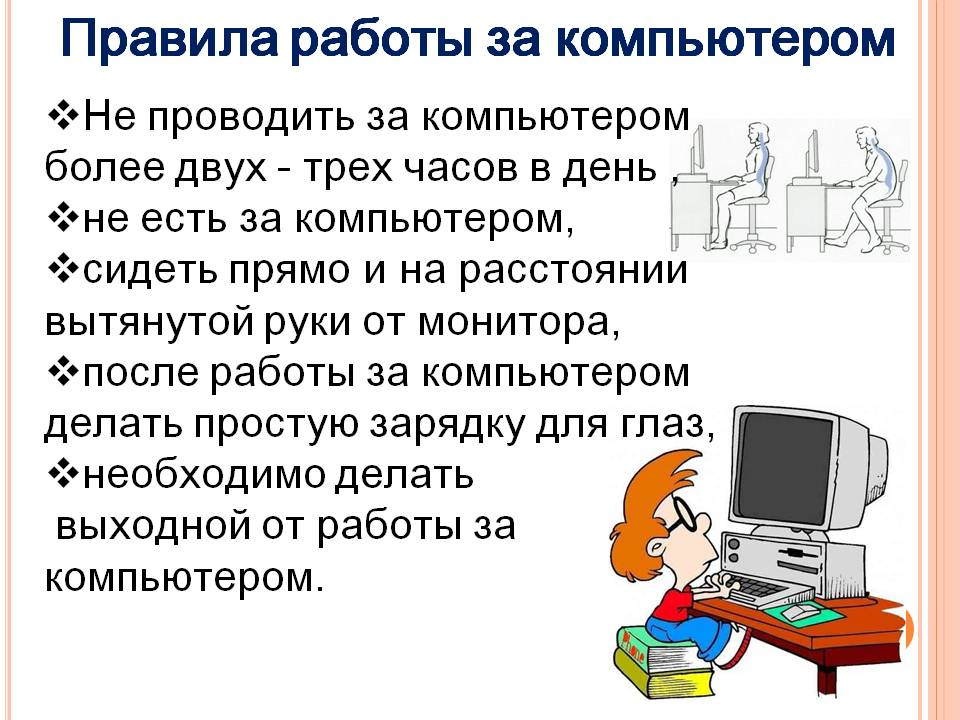 Правила работы за компьютером
❖Не проводить за компьютером
более двух - трех часов в день ,
❖не есть за компьютером,
❖сидеть прямо и на расстоянии
вытянутой руки от монитора,
❖после работы за компьютером
делать простую зарядку для глаз,
❖необходимо делать
выходной от работы за
компьютером.
Phone